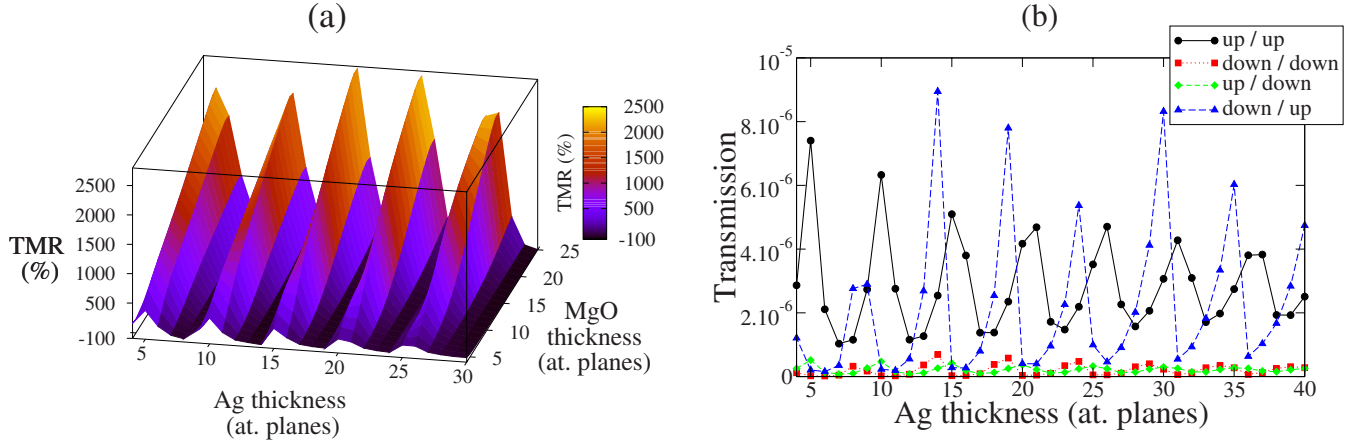 (a)
2500
2000
1500
1000
500
-100
TMR
(%)
5
10
15
20
25
30
Ag thickness
(at. planes)
5
10
15
20
25
MgO
thickness
(at. planes)
TMR (%)
2500
2000
1500
1000
500
-100
(b)
up / up
down / down
up / down
down / up
Transmission
10^-5
8.10^-6
6.10^-6
4.10^-6
2.10^-6
0
5
10
15
20
25
30
35
40
Ag thickness (at. planes)